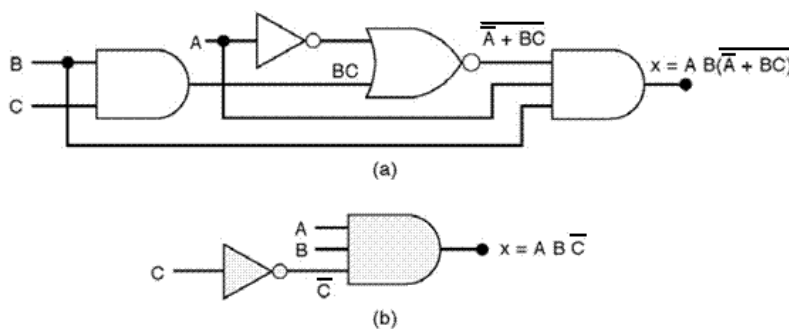 A
B
C
BC
A̅ + BC
x = A B(A̅ + BC)
(a)
A
B
C
C̅
x = A B C̅
(b)